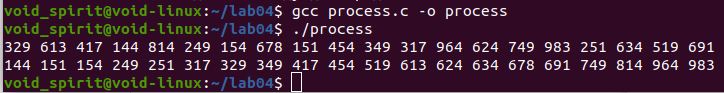 void_spirit@void-linux:~/lab04$ gcc process.c -o process
void_spirit@void-linux:~/lab04$ ./process
329 613 417 144 814 249 154 678 151 454 349 317 964 624 749 983 251 634 519 691
144 151 154 249 251 317 329 349 417 454 519 613 624 634 678 691 749 814 964 983
void_spirit@void-linux:~/lab04$